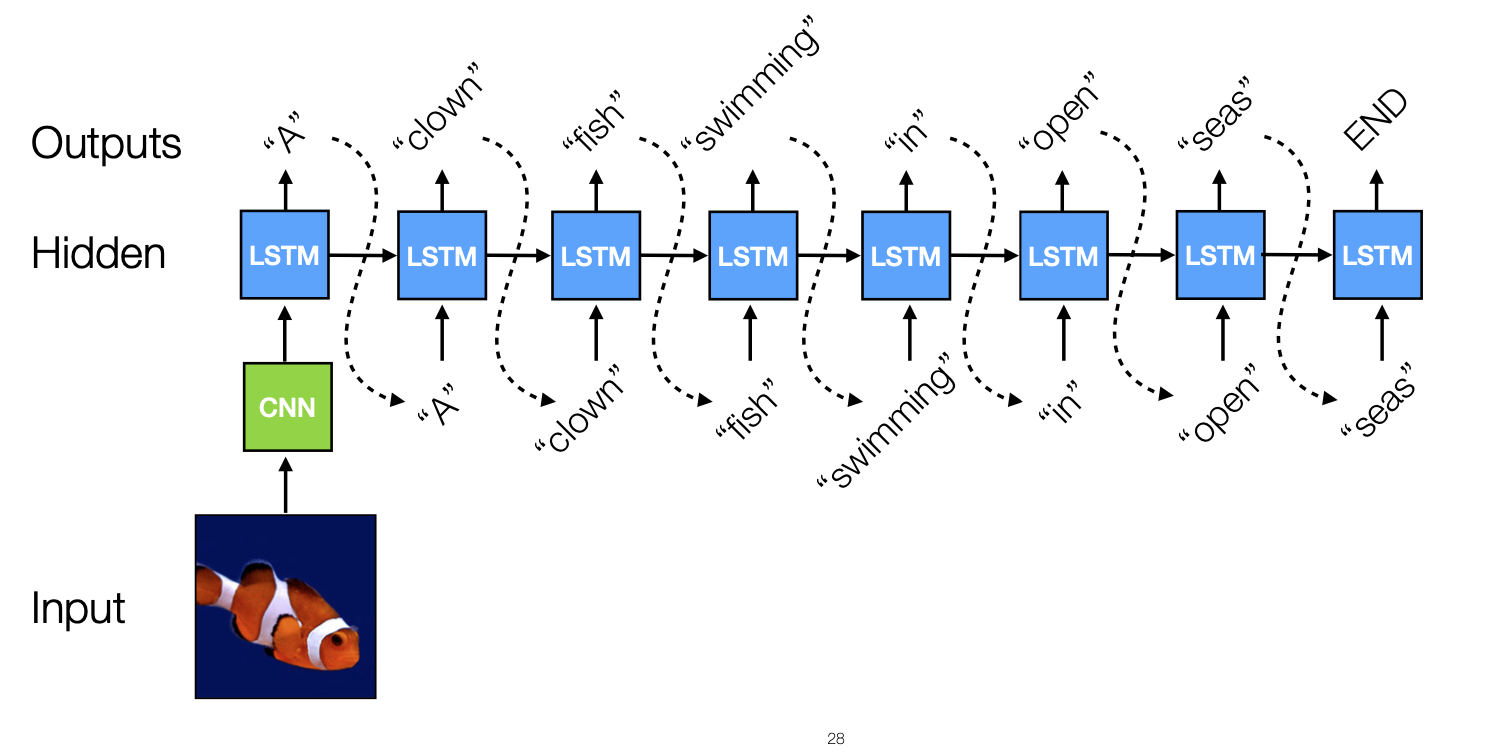 Outputs “A” “clown” “fish” “swimming” “in” “open” “seas” END
Hidden LSTM LSTM LSTM LSTM LSTM LSTM LSTM LSTM
CNN “A” “clown” “fish” “swimming” “in” “open” “seas”
Input
28